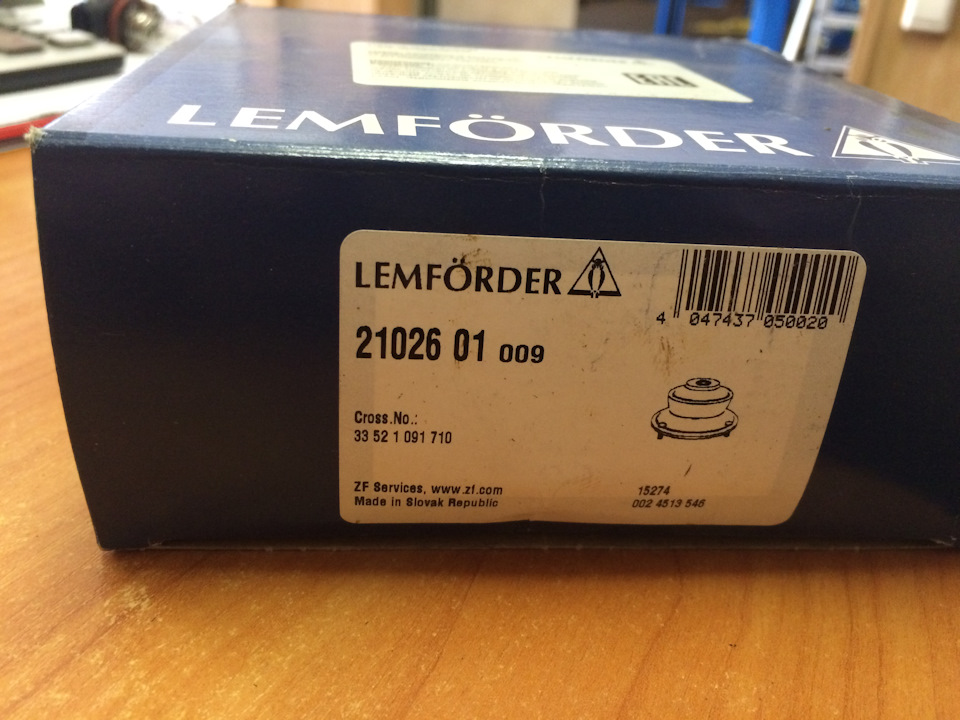 LEMFÖRDER
LEMFÖRDER
4 047437 050020
21026 01 009
Cross.No.:
33 52 1 091 710
ZF Services, www.zf.com
Made in Slovak Republic
15274
002 4513 546